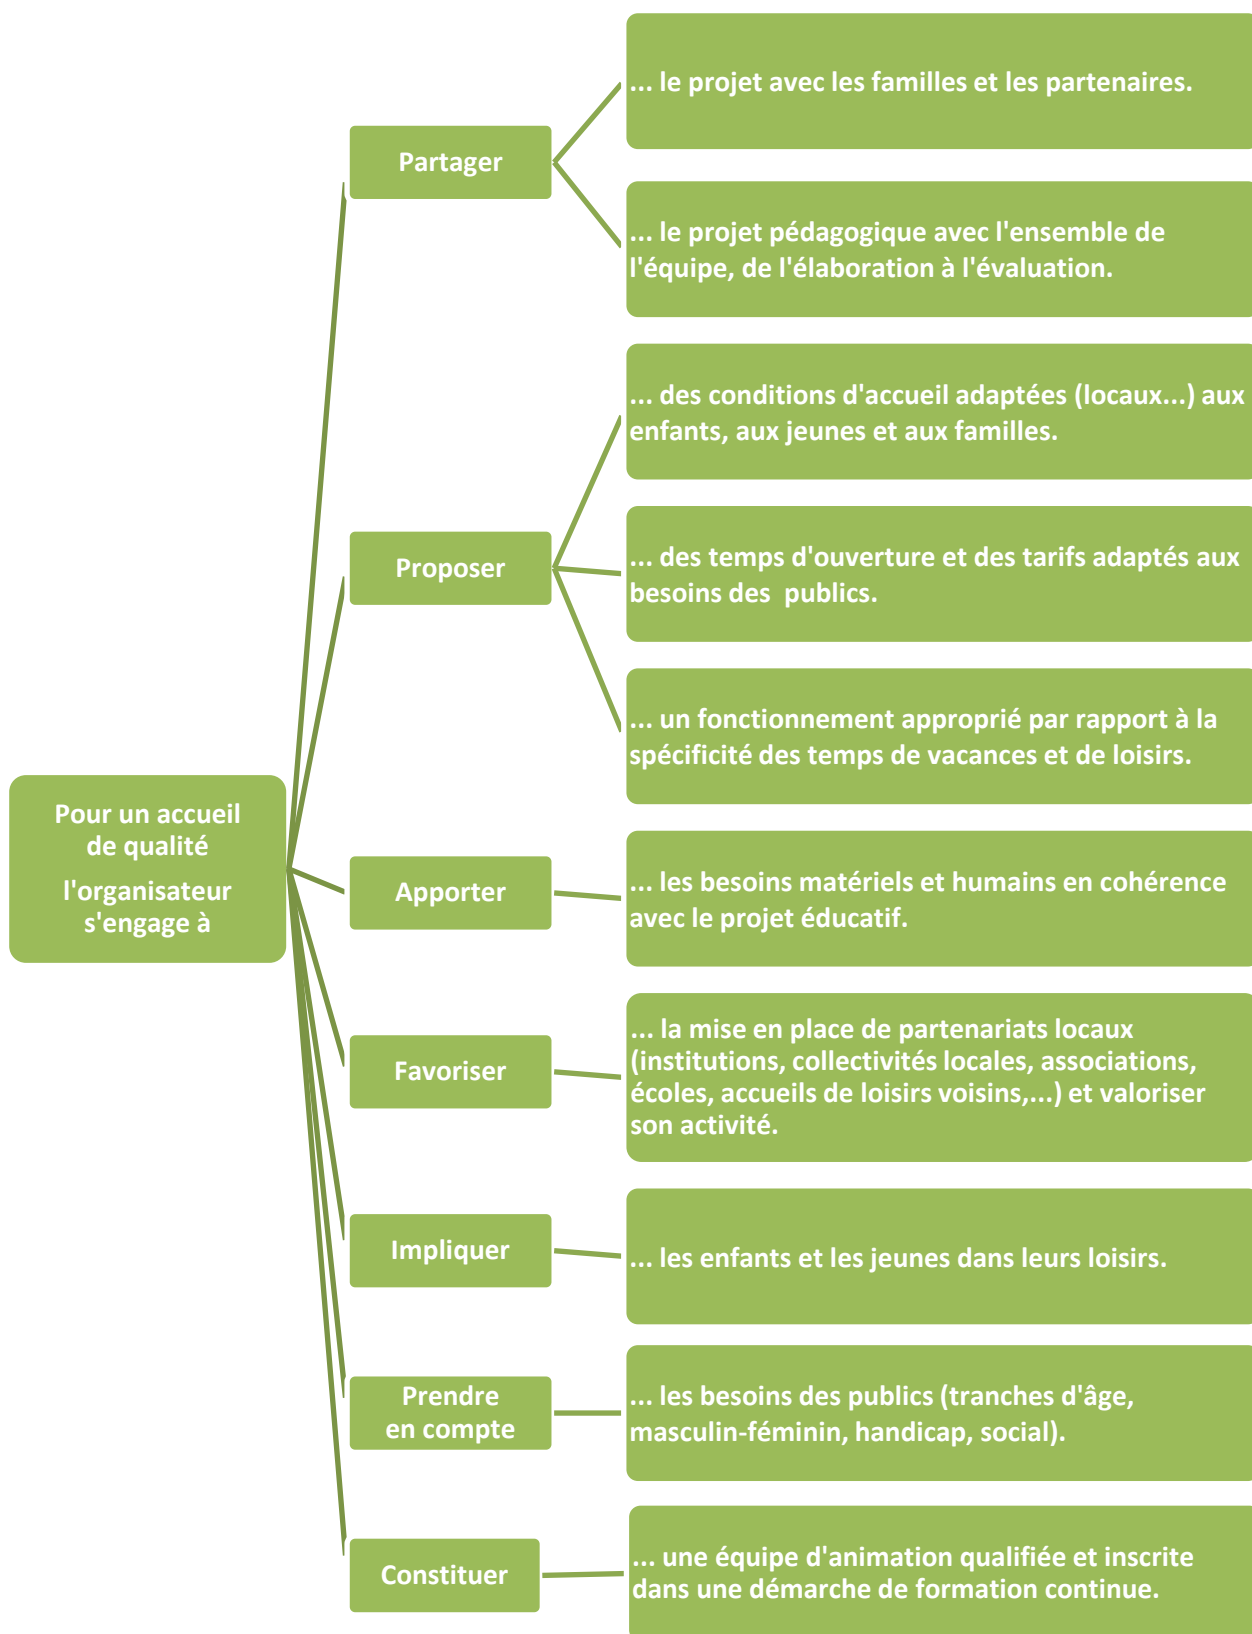 Pour un accueil
de qualité
l'organisateur
s'engage à
Partager
... le projet avec les familles et les partenaires.
... le projet pédagogique avec l'ensemble de
l'équipe, de l'élaboration à l'évaluation.
Proposer
... des conditions d'accueil adaptées (locaux...) aux
enfants, aux jeunes et aux familles.
... des temps d'ouverture et des tarifs adaptés aux
besoins des  publics.
... un fonctionnement approprié par rapport à la
spécificité des temps de vacances et de loisirs.
Apporter
... les besoins matériels et humains en cohérence
avec le projet éducatif.
Favoriser
... la mise en place de partenariats locaux
(institutions, collectivités locales, associations,
écoles, accueils de loisirs voisins,...) et valoriser
son activité.
Impliquer
... les enfants et les jeunes dans leurs loisirs.
Prendre
en compte
... les besoins des publics (tranches d'âge,
masculin-féminin, handicap, social).
Constituer
... une équipe d'animation qualifiée et inscrite
dans une démarche de formation continue.